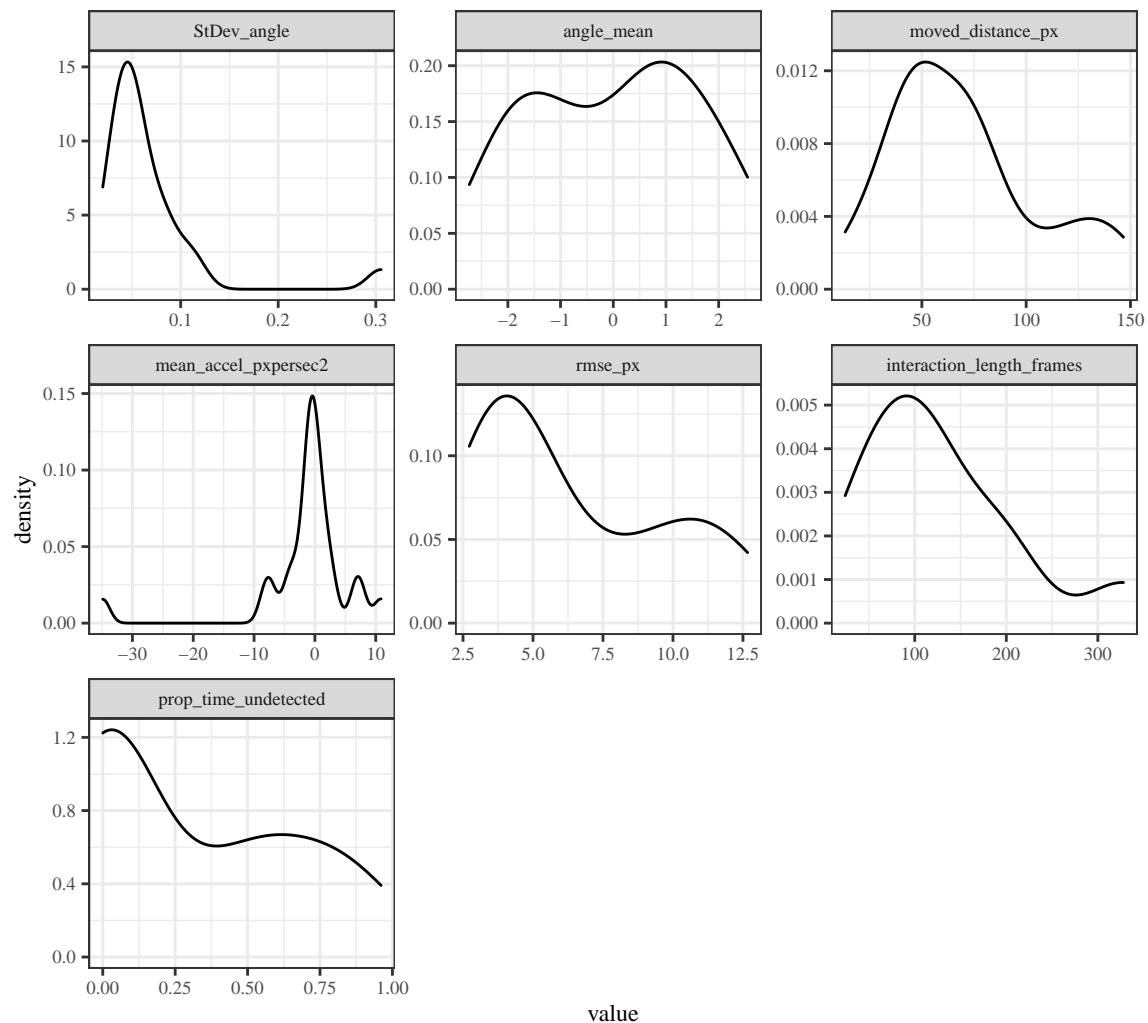 StDev_angle angle_mean moved_distance_px
15 0.20 0.012
10 0.15 0.008
0.10
5 0.05 0.004
0 0.00 0.000
0.1 0.2 0.3 −2 −1 0 1 2 50 100 150
mean_accel_pxpersec2 rmse_px interaction_length_frames
0.15 0.005
0.10 0.10 0.004
0.003
0.05 0.05 0.002
0.001
0.00 0.00 0.000
−30 −20 −10 0 10 2.5 5.0 7.5 10.0 12.5 100 200 300
density
prop_time_undetected
1.2
0.8
0.4
0.0
0.00 0.25 0.50 0.75 1.00
value